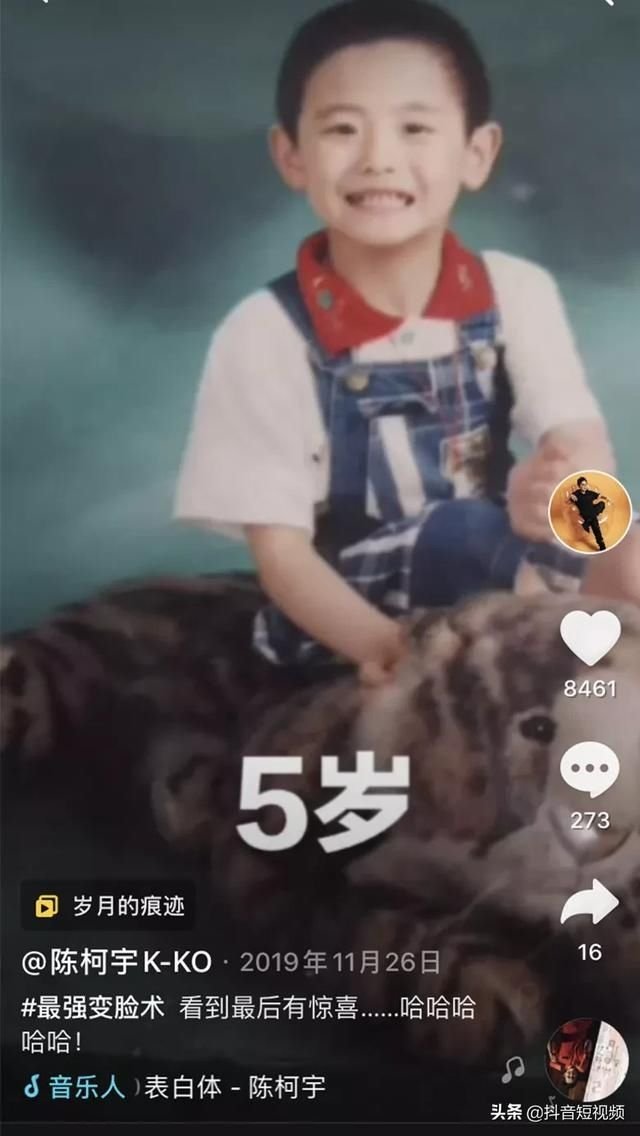 8461
273
5岁
岁月的痕迹
16
@陈柯宇K-KO · 2019年11月26日
#最强变脸术 看到最后有惊喜......哈哈哈
哈哈！
音乐人 表白体 - 陈柯宇
头条 @抖音短视频